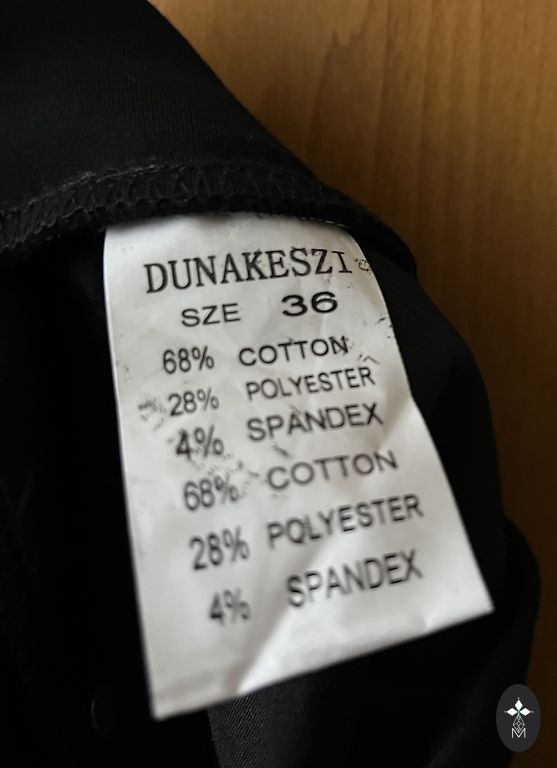 DUNAKESZI
SZE 36
68% COTTON
28% POLYESTER
4% SPANDEX
68% COTTON
28% POLYESTER
4% SPANDEX
M